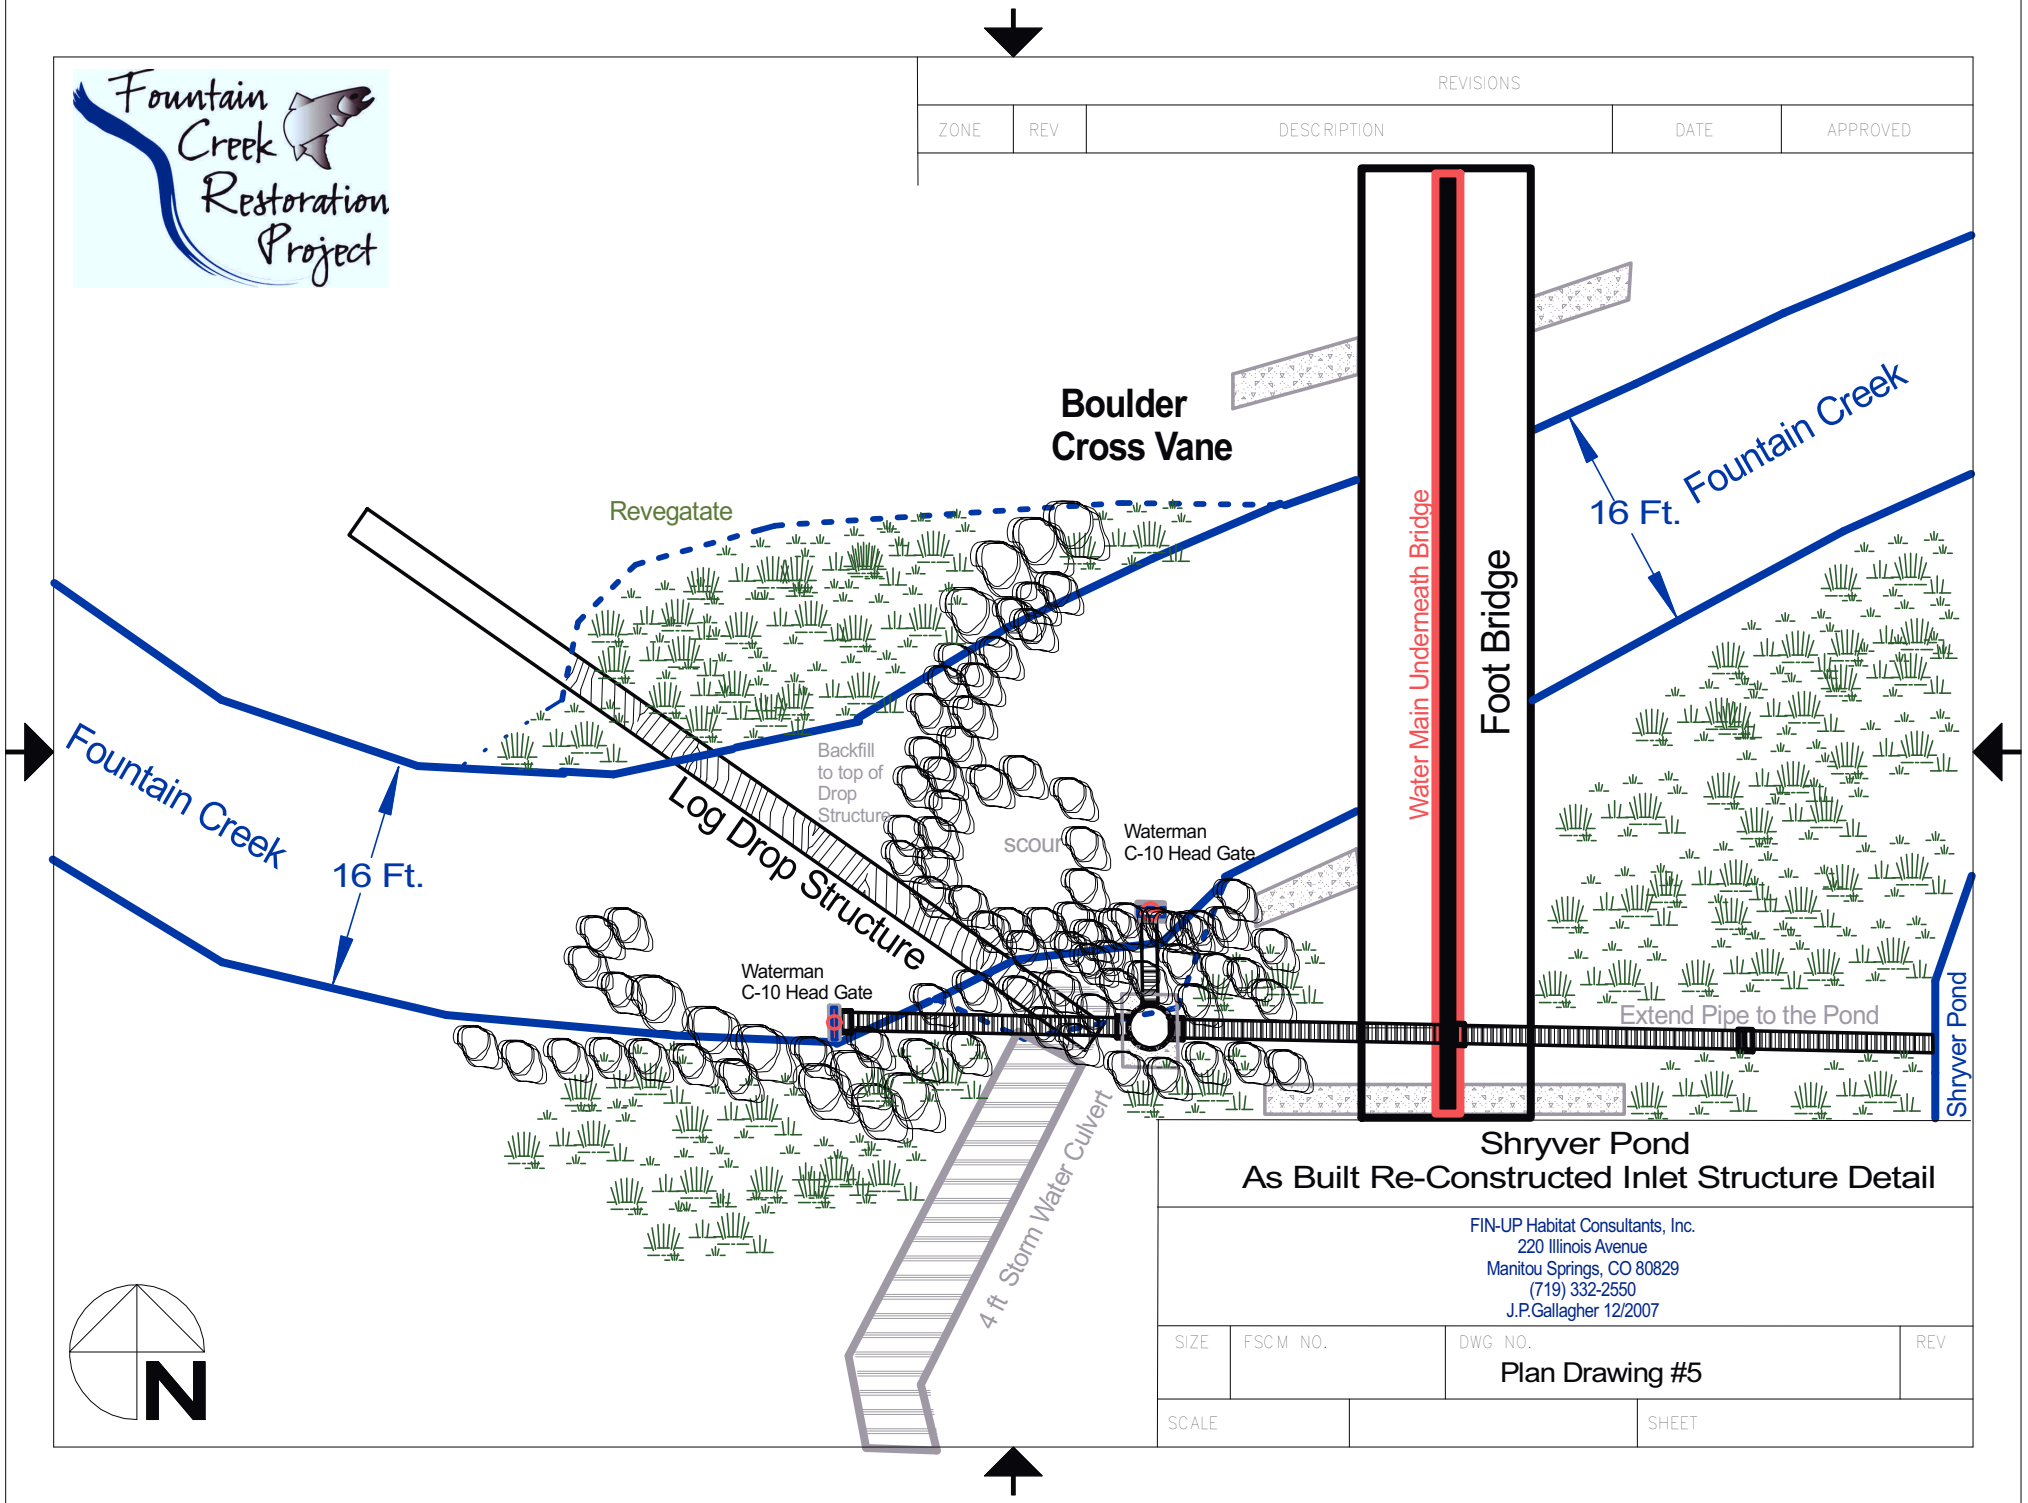 Fountain
Creek
Restoration
Project
REVISIONS
ZONE
REV
DESCRIPTION
DATE
APPROVED
Boulder
Cross Vane
Revegatate
Fountain Creek
16 Ft.
Water Main Underneath Bridge
Foot Bridge
Fountain Creek
16 Ft.
Log Drop Structure
Backfill
to top of
Drop
Structure
scour
Waterman
C-10 Head Gate
Waterman
C-10 Head Gate
Extend Pipe to the Pond
Shryver Pond
4 ft Storm Water Culvert
Shryver Pond
As Built Re-Constructed Inlet Structure Detail
FIN-UP Habitat Consultants, Inc.
220 Illinois Avenue
Manitou Springs, CO 80829
(719) 332-2550
J.P.Gallagher 12/2007
SIZE
FSCM NO.
DWG NO.
Plan Drawing #5
REV
SCALE
SHEET
N